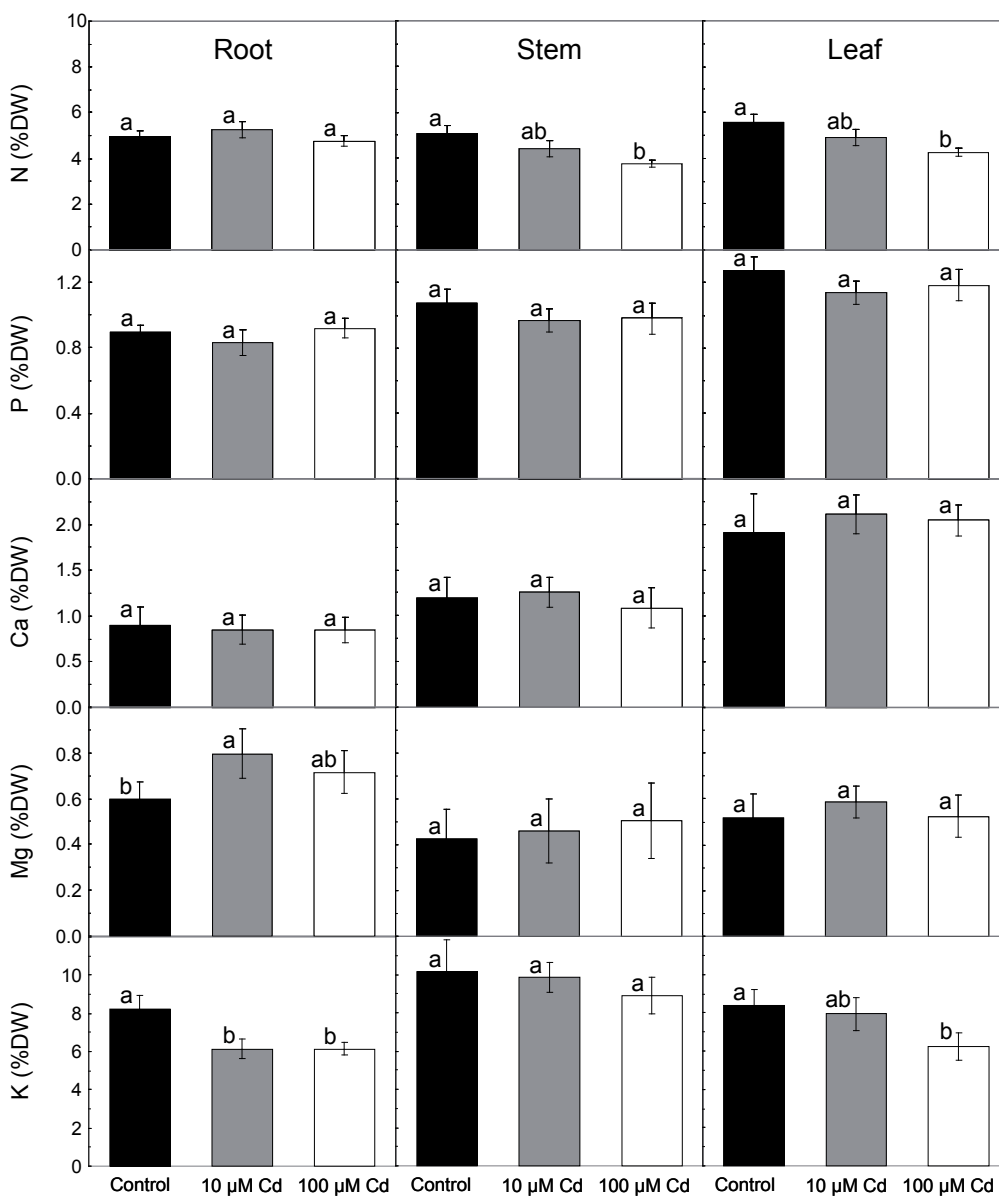 Root Stem Leaf
N (%DW)
10
8
6
4
2
0
a a a
a ab b
a ab b
P (%DW)
1.2
0.8
0.4
0.0
a a a
a a a
a a a
Ca (%DW)
2.0
1.5
1.0
0.5
0.0
a a a
a a a
a a a
Mg (%DW)
0.8
0.6
0.4
0.2
0.0
b a ab
a a a
a a a
K (%DW)
10
8
6
4
2
0
a b b
a a a
a ab b
Control 10 µM Cd 100 µM Cd Control 10 µM Cd 100 µM Cd Control 10 µM Cd 100 µM Cd